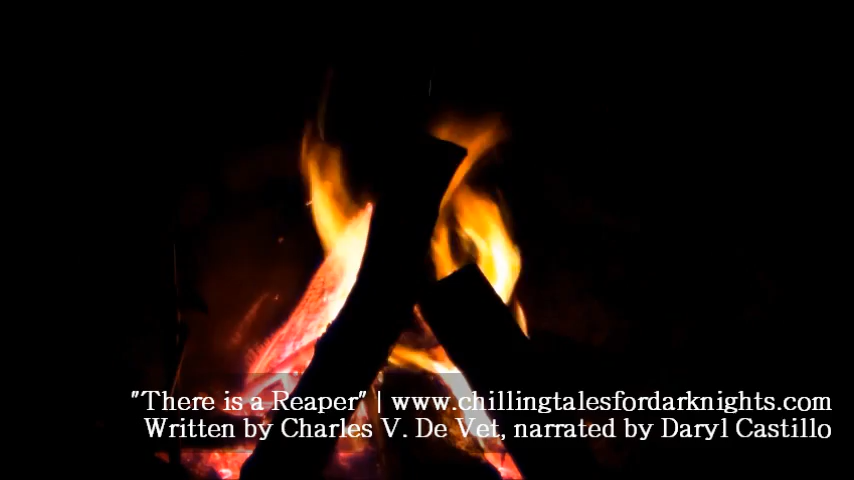 "There is a Reaper" | www.chillingtalesfordarknights.com
Written by Charles V. De Vet, narrated by Daryl Castillo